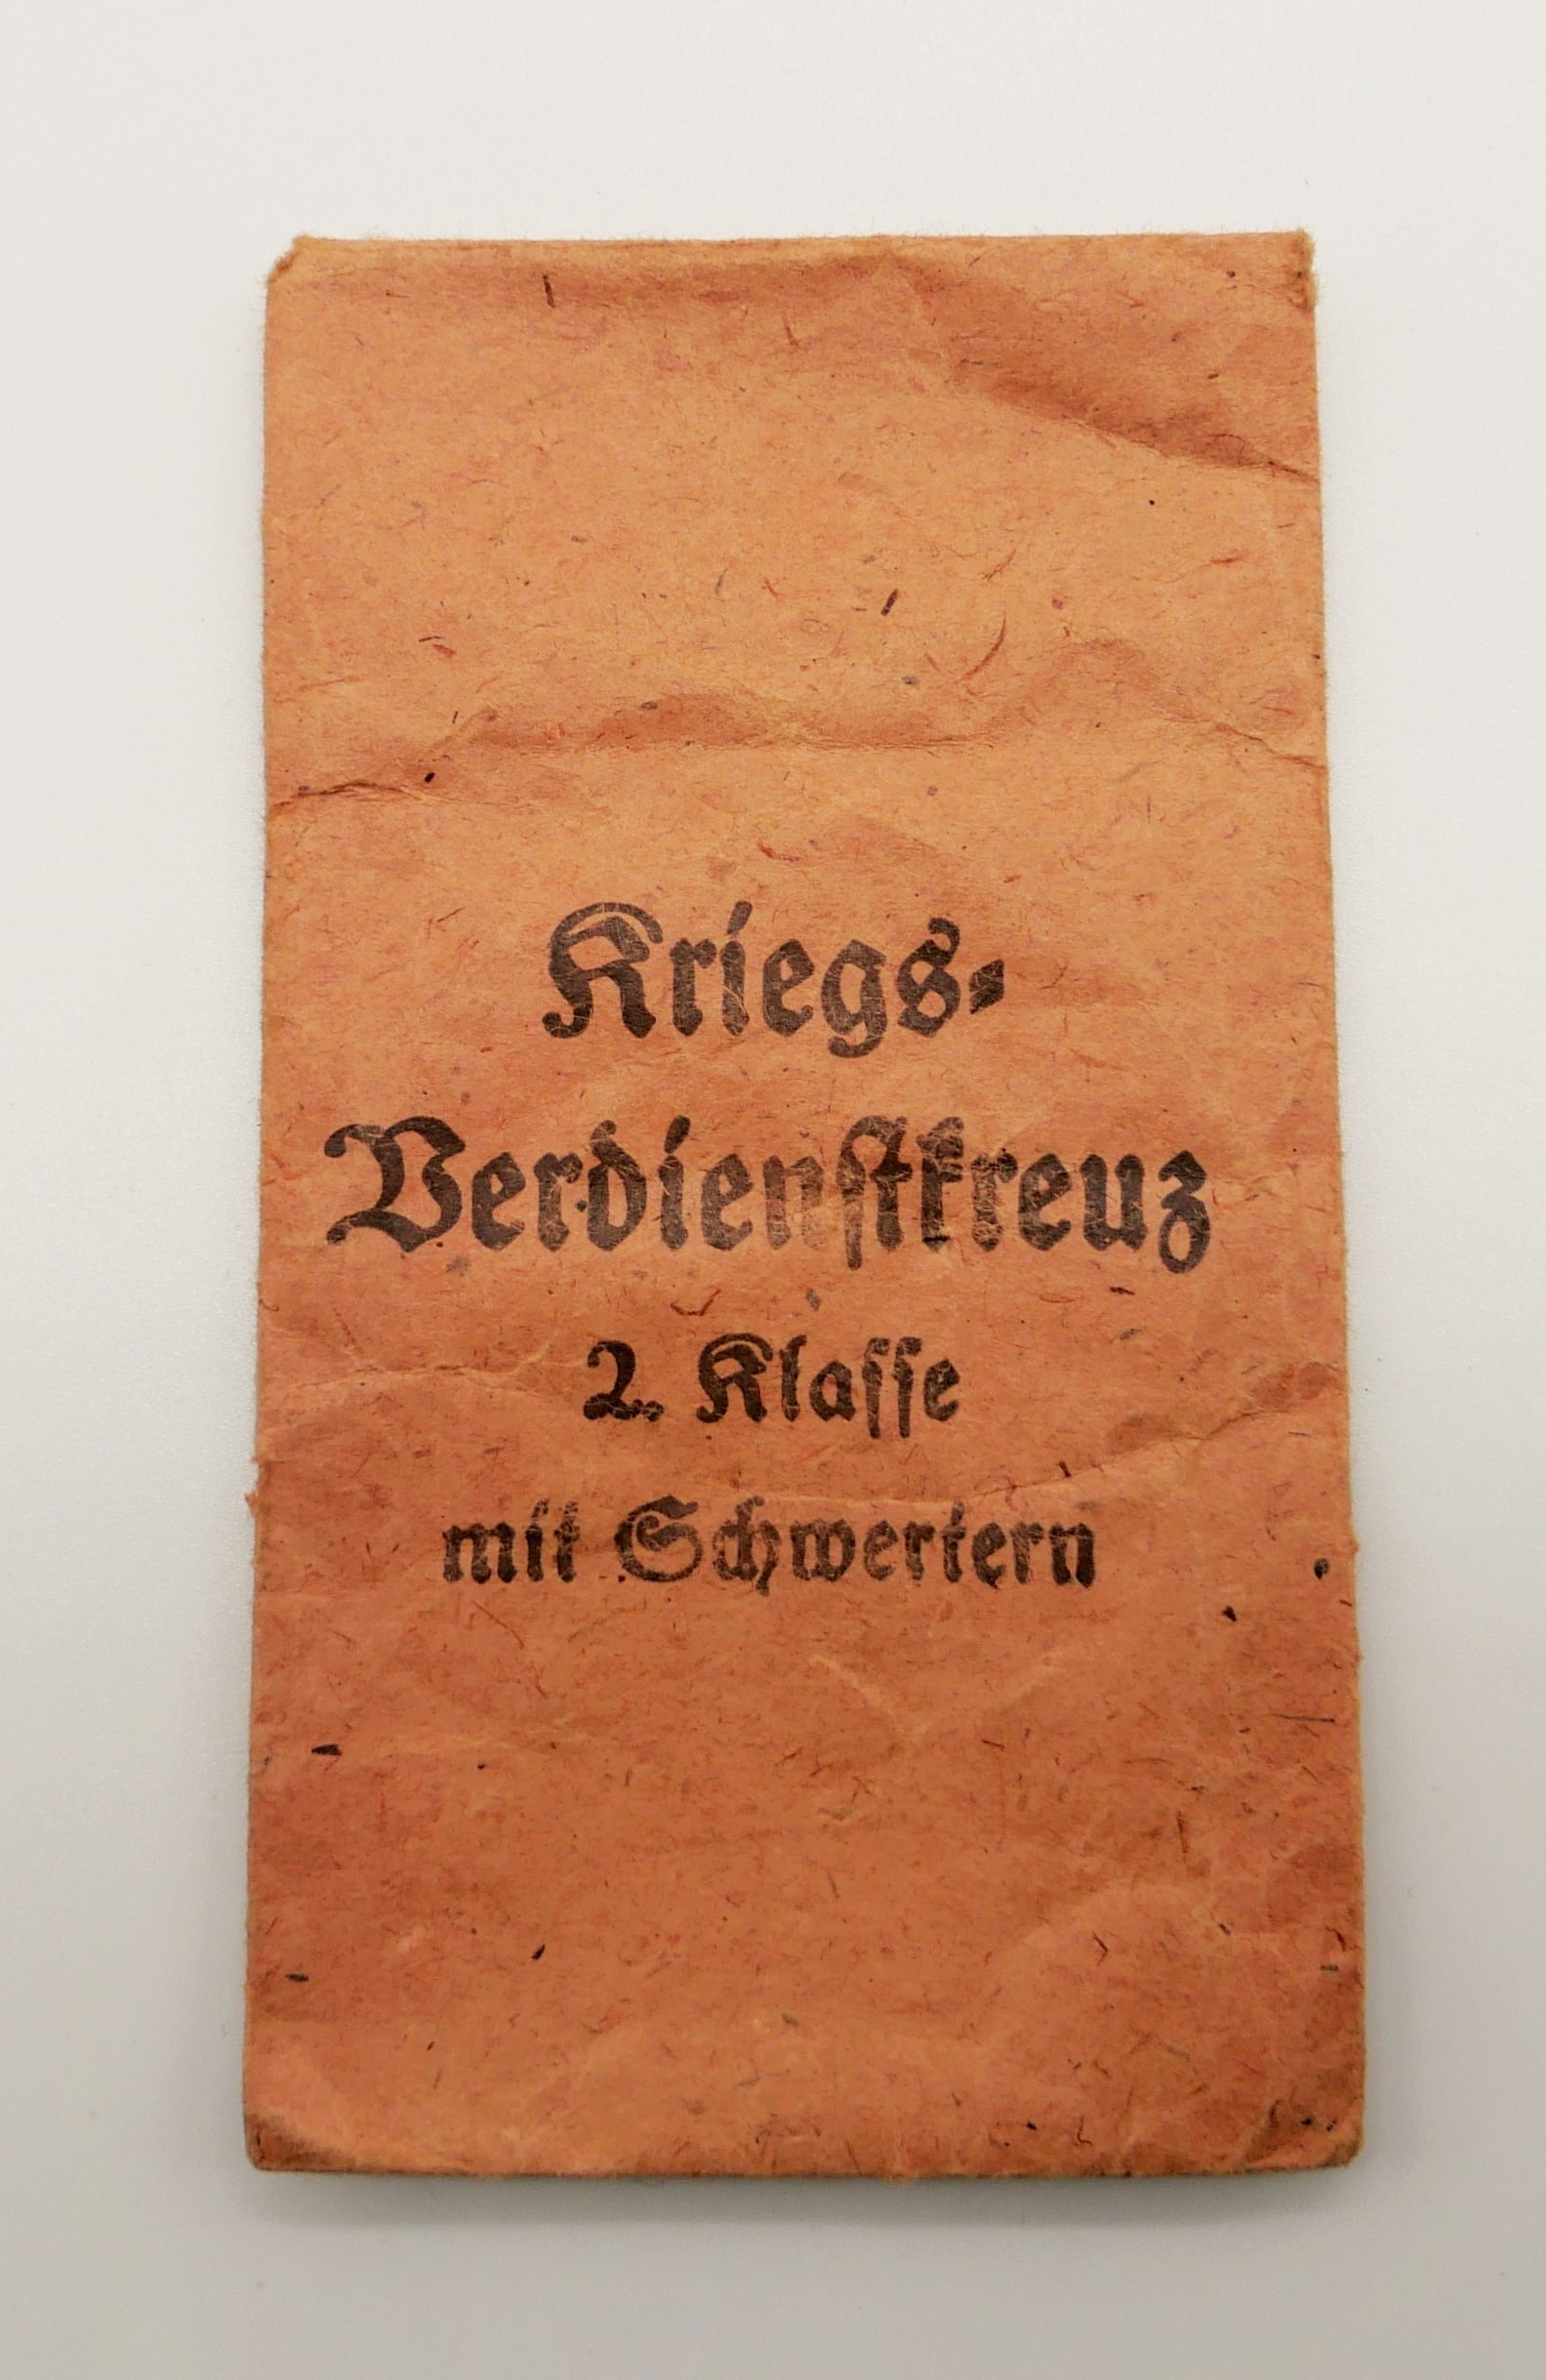 Kriegs-
Verdienstkreuz
2. Klasse
mit Schwertern